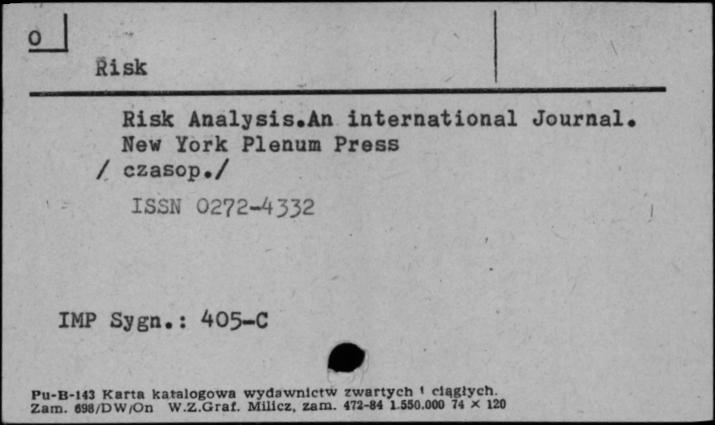 O
Risk
Risk Analysis.An international Journal.
New York Plenum Press
/ czasop./
ISSN 0272-4332
IMP Sygn.: 405-C
Pu-B-143 Karta katalogowa wydawnictw zwartych i ciągłych.
Zam. 698/DW/On W.Z.Graf. Milicz, zam. 472-84 1.550.000 74 × 120